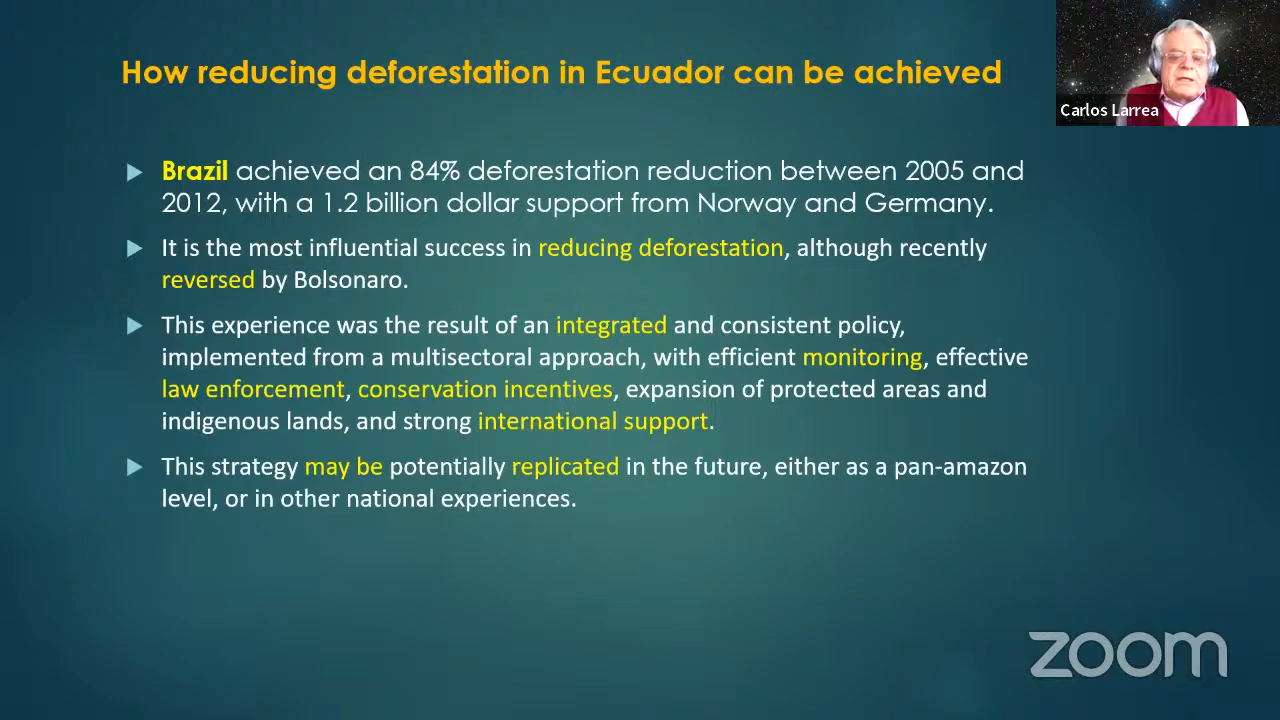 How reducing deforestation in Ecuador can be achieved
Carlos Larrea
Brazil achieved an 84% deforestation reduction between 2005 and
2012, with a 1.2 billion dollar support from Norway and Germany.
It is the most influential success in reducing deforestation, although recently
reversed by Bolsonaro.
This experience was the result of an integrated and consistent policy,
implemented from a multisectoral approach, with efficient monitoring, effective
law enforcement, conservation incentives, expansion of protected areas and
indigenous lands, and strong international support.
This strategy may be potentially replicated in the future, either as a pan-amazon
level, or in other national experiences.
zoom